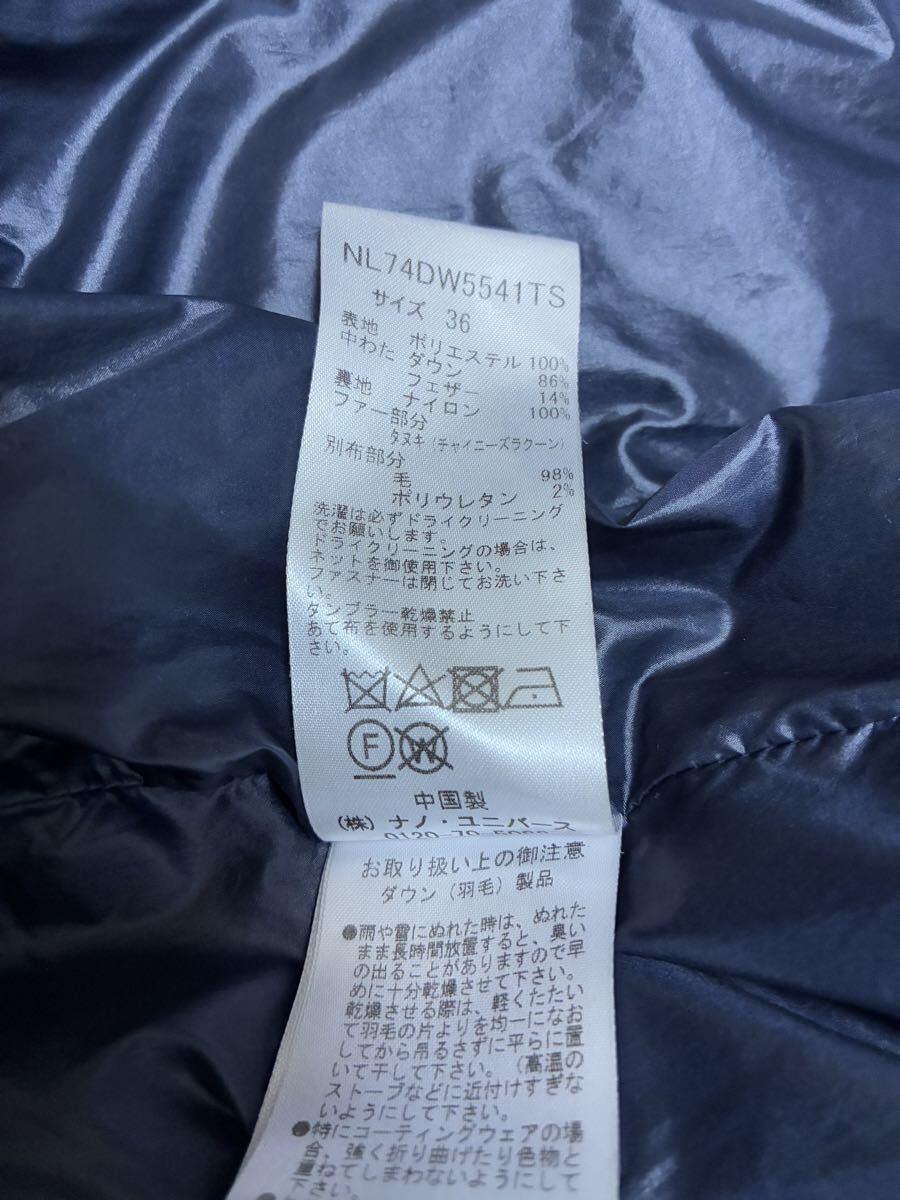 NL74DW5541TS
サイズ 36
表地 ポリエステル 100%
中わた ダウン 86%
フェザー 14%
裏地 ナイロン 100%
ファー部分
タヌキ(チャイニーズラクーン)
別布部分
毛 98%
ポリウレタン 2%
洗濯は必ずドライクリーニング
でお願いします。
ドライクリーニングの場合は、
ネットを御使用下さい。
ファスナーは閉じてお洗い下さ
い。
タンブラー乾燥禁止
あて布を使用するようにして下
さい。
F W
中国製
(株)ナノ・ユニバース
0120-70-
お取り扱い上の御注意
ダウン(羽毛)製品
●雨や雪にぬれた時は、ぬれた
まま長時間放置すると、臭い
の出ることがありますので早
めに十分乾燥させて下さい。
乾燥させる際は、軽くたたい
て羽毛の片よりを均一になお
してから吊るさずに平らに置
いて干して下さい。(高温の
ストーブなどに近付けすぎな
いようにして下さい。
●特にコーティングウェアの場
合、強く折り曲げたり色物と
重ねてしまわないようにして